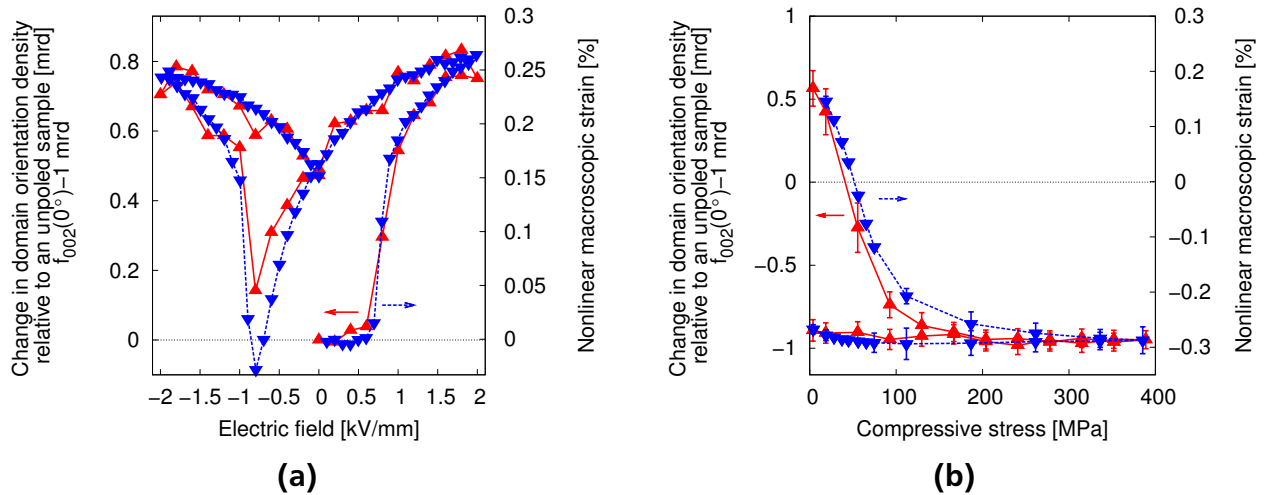 Change in domain orientation density
relative to an unpoled sample [mrd]
f002(0°)−1 mrd
0.8
0.6
0.4
0.2
0
0.3
0.25
0.2
0.15
0.1
0.05
0
Nonlinear macroscopic strain [%]
−2 −1.5 −1 −0.5 0 0.5 1 1.5 2
Electric field [kV/mm]
(a)
Change in domain orientation density
relative to an unpoled sample [mrd]
f002(0°)−1 mrd
1
0.5
0
−0.5
−1
0.3
0.2
0.1
0
−0.1
−0.2
−0.3
Nonlinear macroscopic strain [%]
0 100 200 300 400
Compressive stress [MPa]
(b)